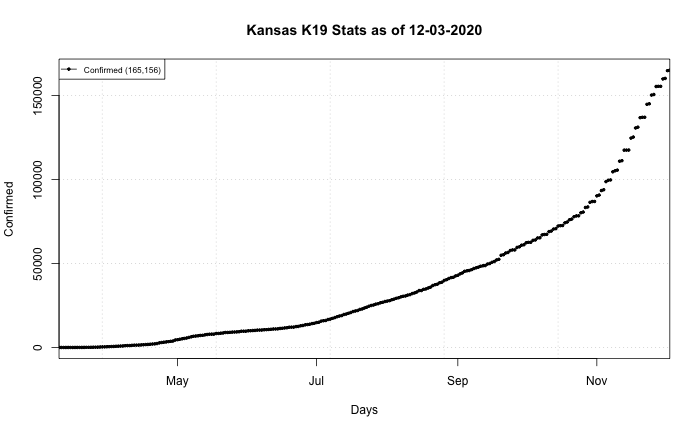 Kansas K19 Stats as of 12-03-2020
Confirmed (165,156)
150000
100000
50000
0
Confirmed
May Jul Sep Nov
Days